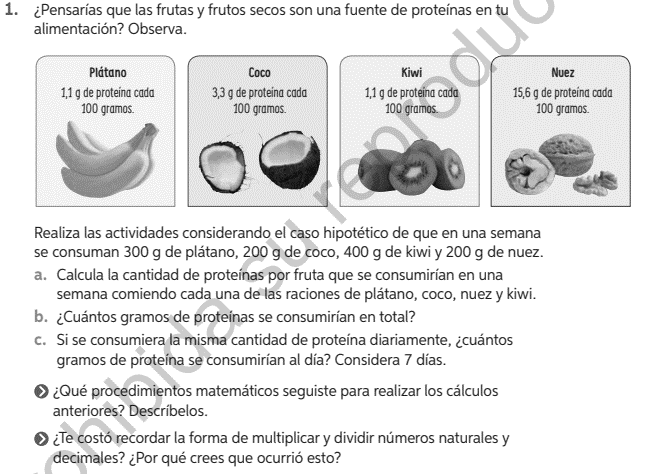 1. ¿Pensarías que las frutas y frutos secos son una fuente de proteínas en tu
alimentación? Observa.
Plátano
1,1 g de proteína cada
100 gramos.
Coco
3,3 g de proteína cada
100 gramos.
Kiwi
1,1 g de proteína cada
100 gramos.
Nuez
15,6 g de proteína cada
100 gramos.
Realiza las actividades considerando el caso hipotético de que en una semana
se consuman 300 g de plátano, 200 g de coco, 400 g de kiwi y 200 g de nuez.
a. Calcula la cantidad de proteínas por fruta que se consumirían en una
semana comiendo cada una de las raciones de plátano, coco, nuez y kiwi.
b. ¿Cuántos gramos de proteínas se consumirían en total?
c. Si se consumiera la misma cantidad de proteína diariamente, ¿cuántos
gramos de proteína se consumirían al día? Considera 7 días.
¿Qué procedimientos matemáticos seguiste para realizar los cálculos
anteriores? Descríbelos.
¿Te costó recordar la forma de multiplicar y dividir números naturales y
decimales? ¿Por qué crees que ocurrió esto?
ohibida su reproduc